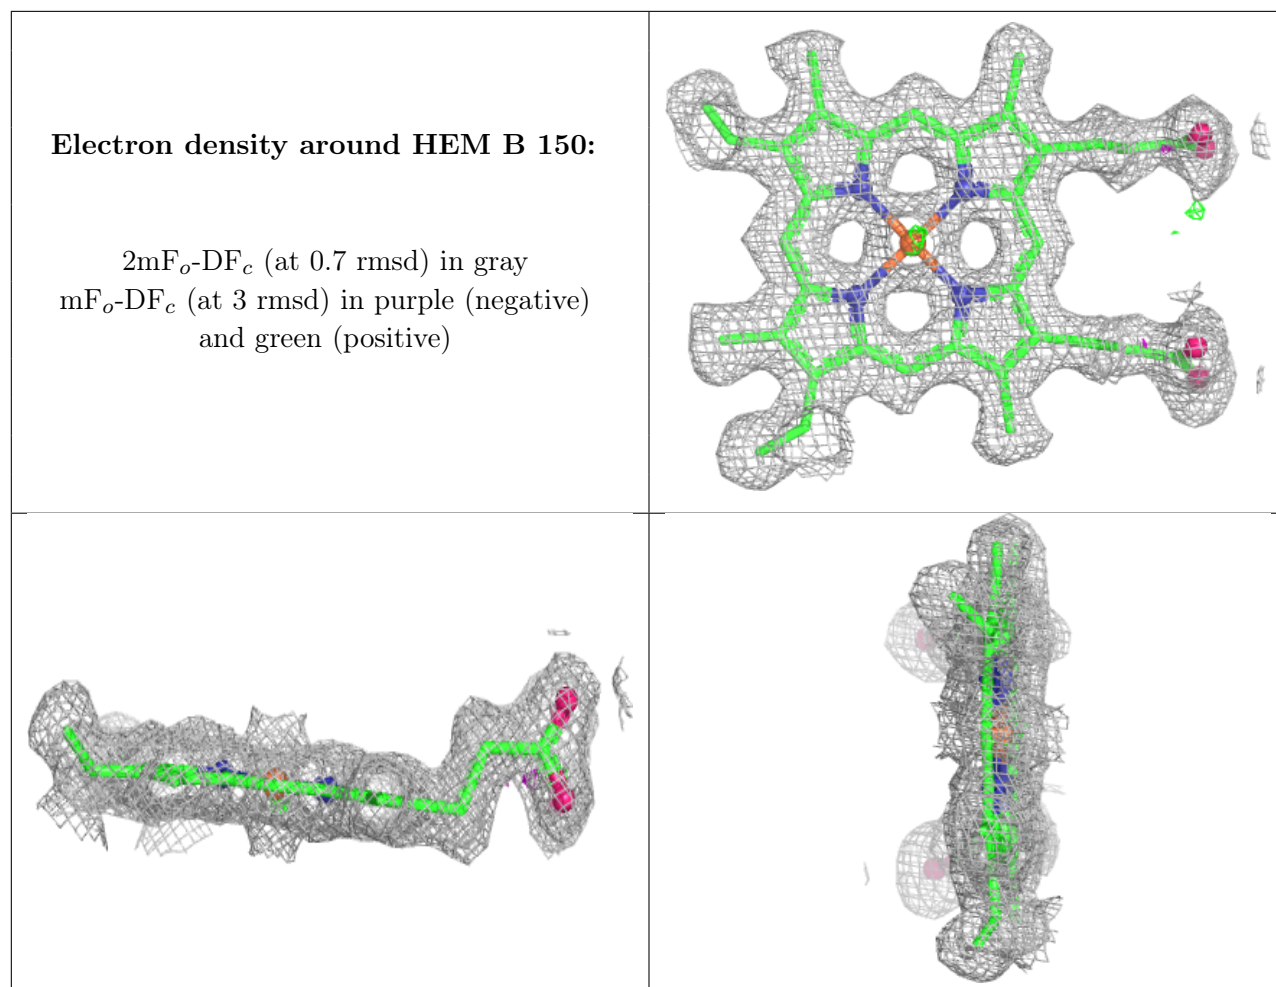 Electron density around HEM B 150:
2mFₒ-DF𝒸 (at 0.7 rmsd) in gray
mFₒ-DF𝒸 (at 3 rmsd) in purple (negative)
and green (positive)